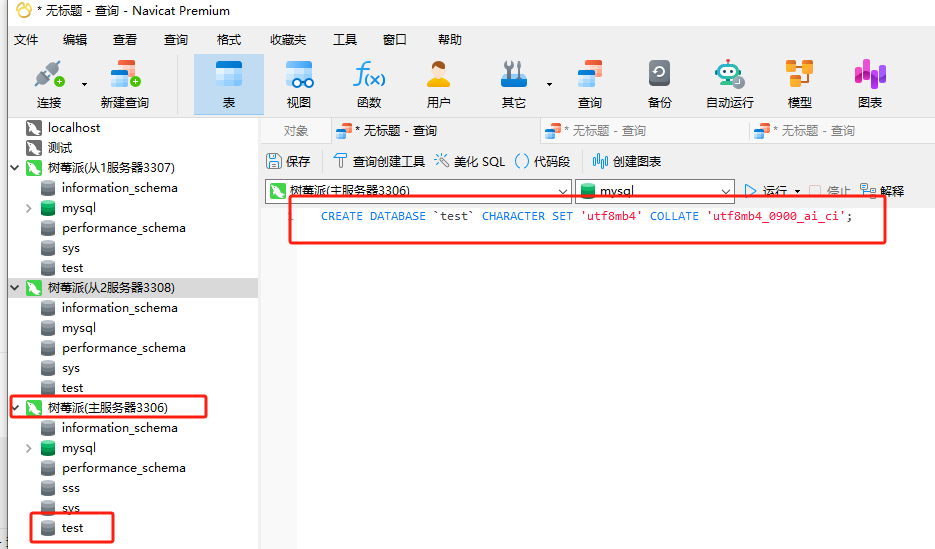 * 无标题 - 查询 - Navicat Premium
文件 编辑 查看 查询 格式 收藏夹 工具 窗口 帮助
连接 新建查询 表 视图 函数 用户 其它 查询 备份 自动运行 模型 图表
对象 * 无标题 - 查询 * 无标题 - 查询 * 无标题 - 查询
保存 查询创建工具 美化 SQL 代码段 创建图表
树莓派(主服务器3306) mysql 运行 停止 解释
1 CREATE DATABASE `test` CHARACTER SET 'utf8mb4' COLLATE 'utf8mb4_0900_ai_ci';
localhost
测试
树莓派(从1服务器3307)
information_schema
mysql
performance_schema
sys
test
树莓派(从2服务器3308)
information_schema
mysql
performance_schema
sys
test
树莓派(主服务器3306)
information_schema
mysql
performance_schema
sss
sys
test